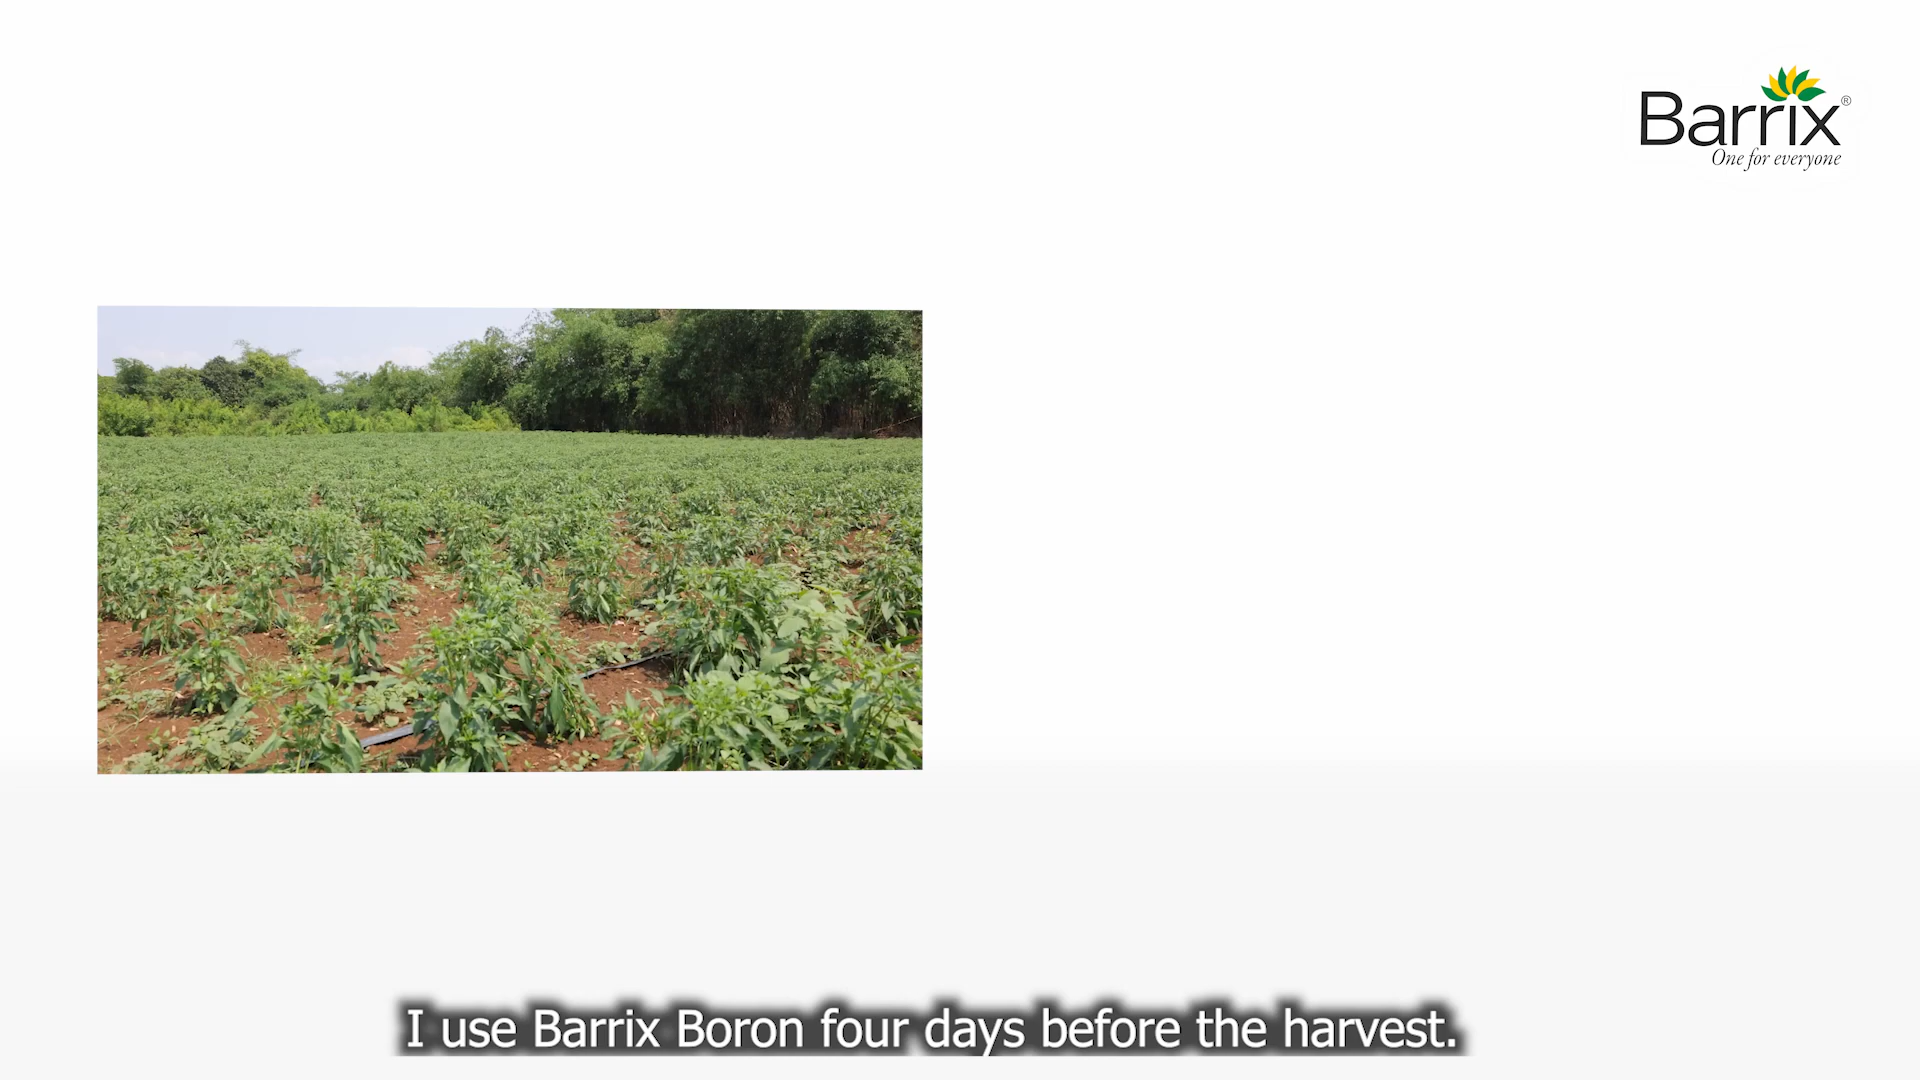 Barrix®
One for everyone
I use Barrix Boron four days before the harvest.